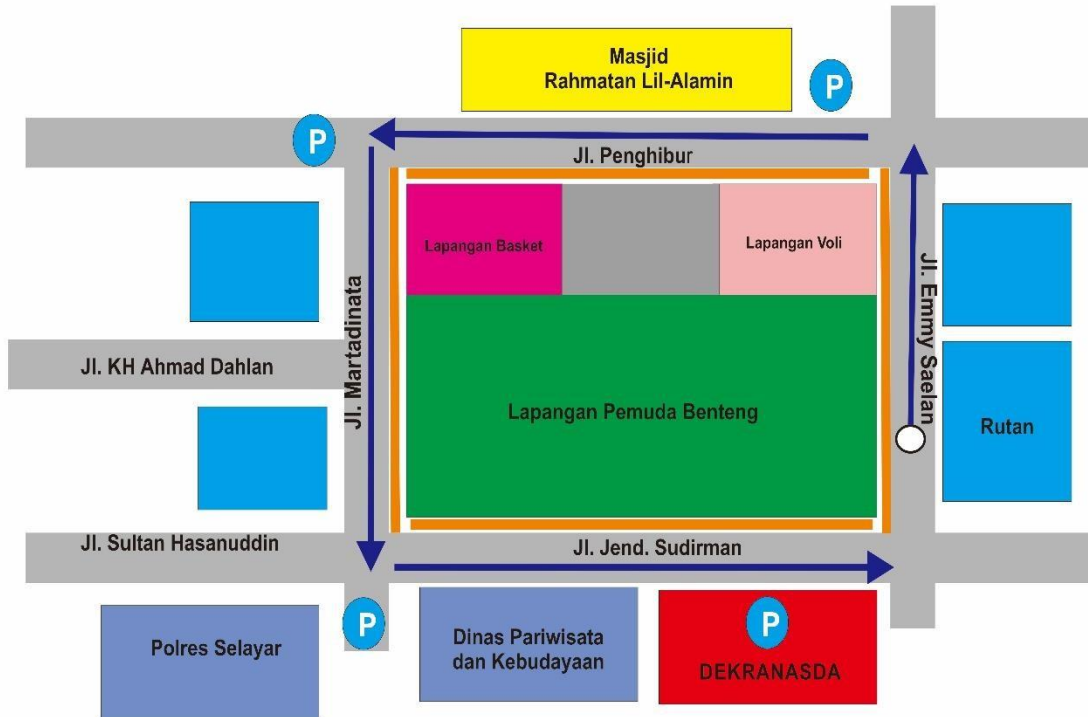 Masjid
Rahmatan Lil-Alamin
P
P
Jl. Penghibur
Lapangan Basket
Lapangan Voli
Jl. Martadinata
Jl. Emmy Saelan
Jl. KH Ahmad Dahlan
Lapangan Pemuda Benteng
Rutan
Jl. Sultan Hasanuddin
Jl. Jend. Sudirman
Polres Selayar
P
Dinas Pariwisata
dan Kebudayaan
P
DEKRANASDA